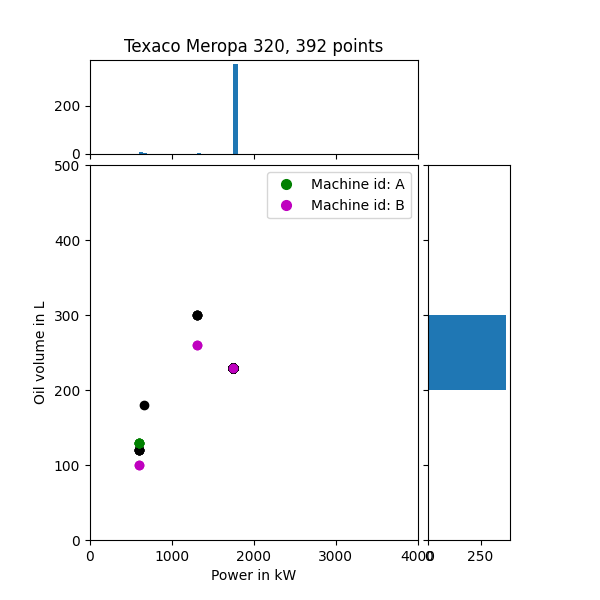 Texaco Meropa 320, 392 points
200
0
500
Machine id: A
Machine id: B
400
300
200
100
0
Oil volume in L
0 1000 2000 3000 4000 0 250
Power in kW